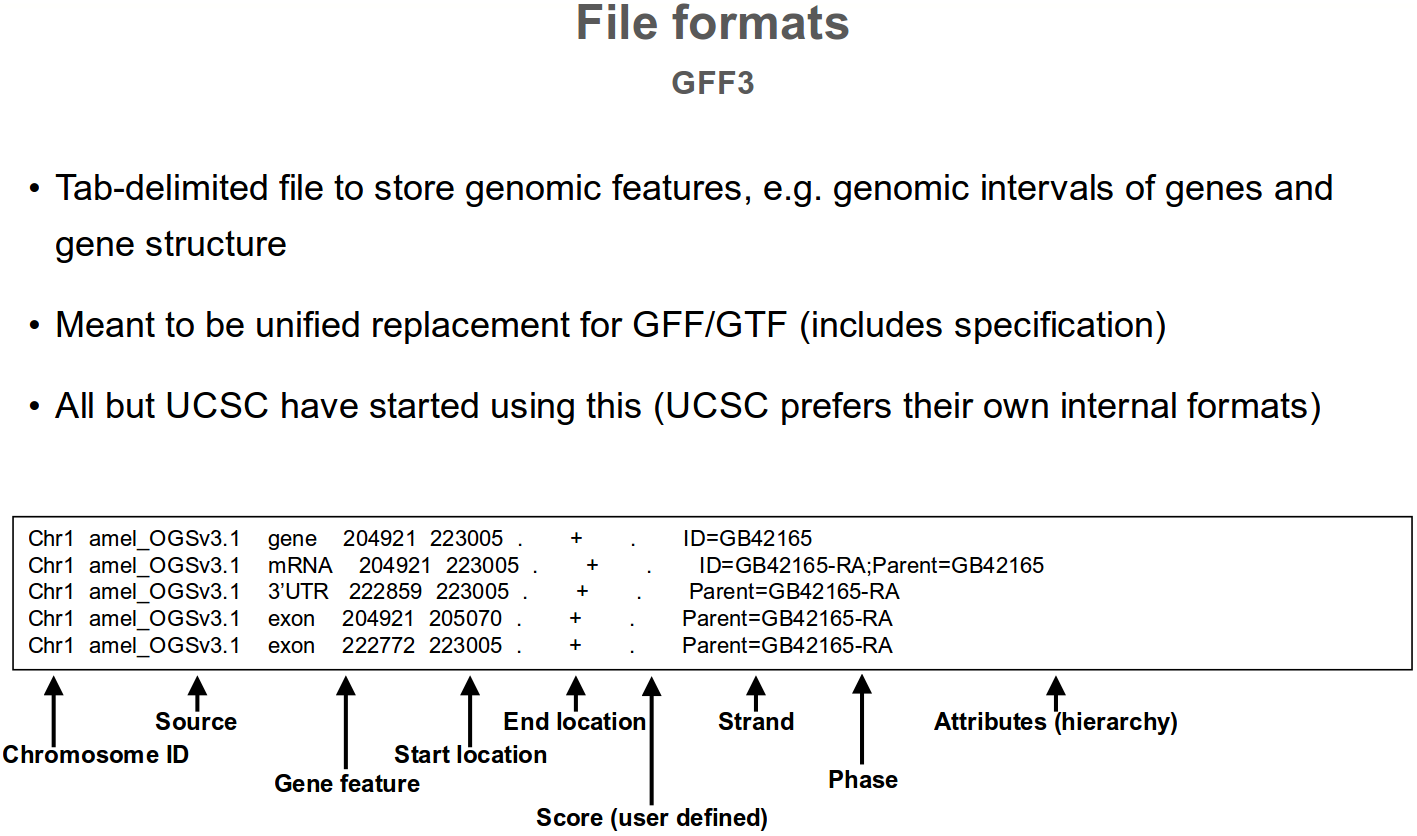 File formats
GFF3
• Tab-delimited file to store genomic features, e.g. genomic intervals of genes and
gene structure
• Meant to be unified replacement for GFF/GTF (includes specification)
• All but UCSC have started using this (UCSC prefers their own internal formats)
Chr1 amel_OGSv3.1 gene 204921 223005 . + . ID=GB42165
Chr1 amel_OGSv3.1 mRNA 204921 223005 . + . ID=GB42165-RA;Parent=GB42165
Chr1 amel_OGSv3.1 3’UTR 222859 223005 . + . Parent=GB42165-RA
Chr1 amel_OGSv3.1 exon 204921 205070 . + . Parent=GB42165-RA
Chr1 amel_OGSv3.1 exon 222772 223005 . + . Parent=GB42165-RA
Source End location Strand Attributes (hierarchy)
Chromosome ID Start location
Gene feature Phase
Score (user defined)